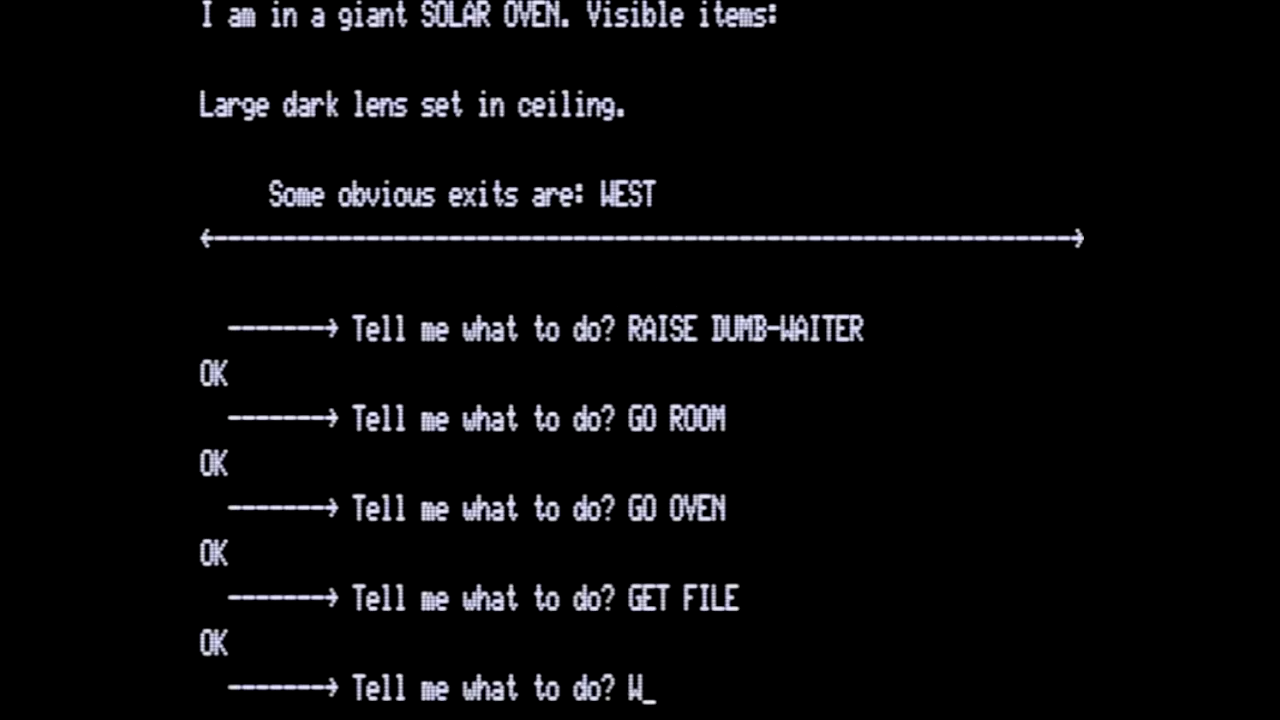 I am in a giant SOLAR OVEN. Visible items:
Large dark lens set in ceiling.
Some obvious exits are: WEST
<--------------------------------------------------------------->
-------> Tell me what to do? RAISE DUMB-WAITER
OK
-------> Tell me what to do? GO ROOM
OK
-------> Tell me what to do? GO OVEN
OK
-------> Tell me what to do? GET FILE
OK
-------> Tell me what to do? W_